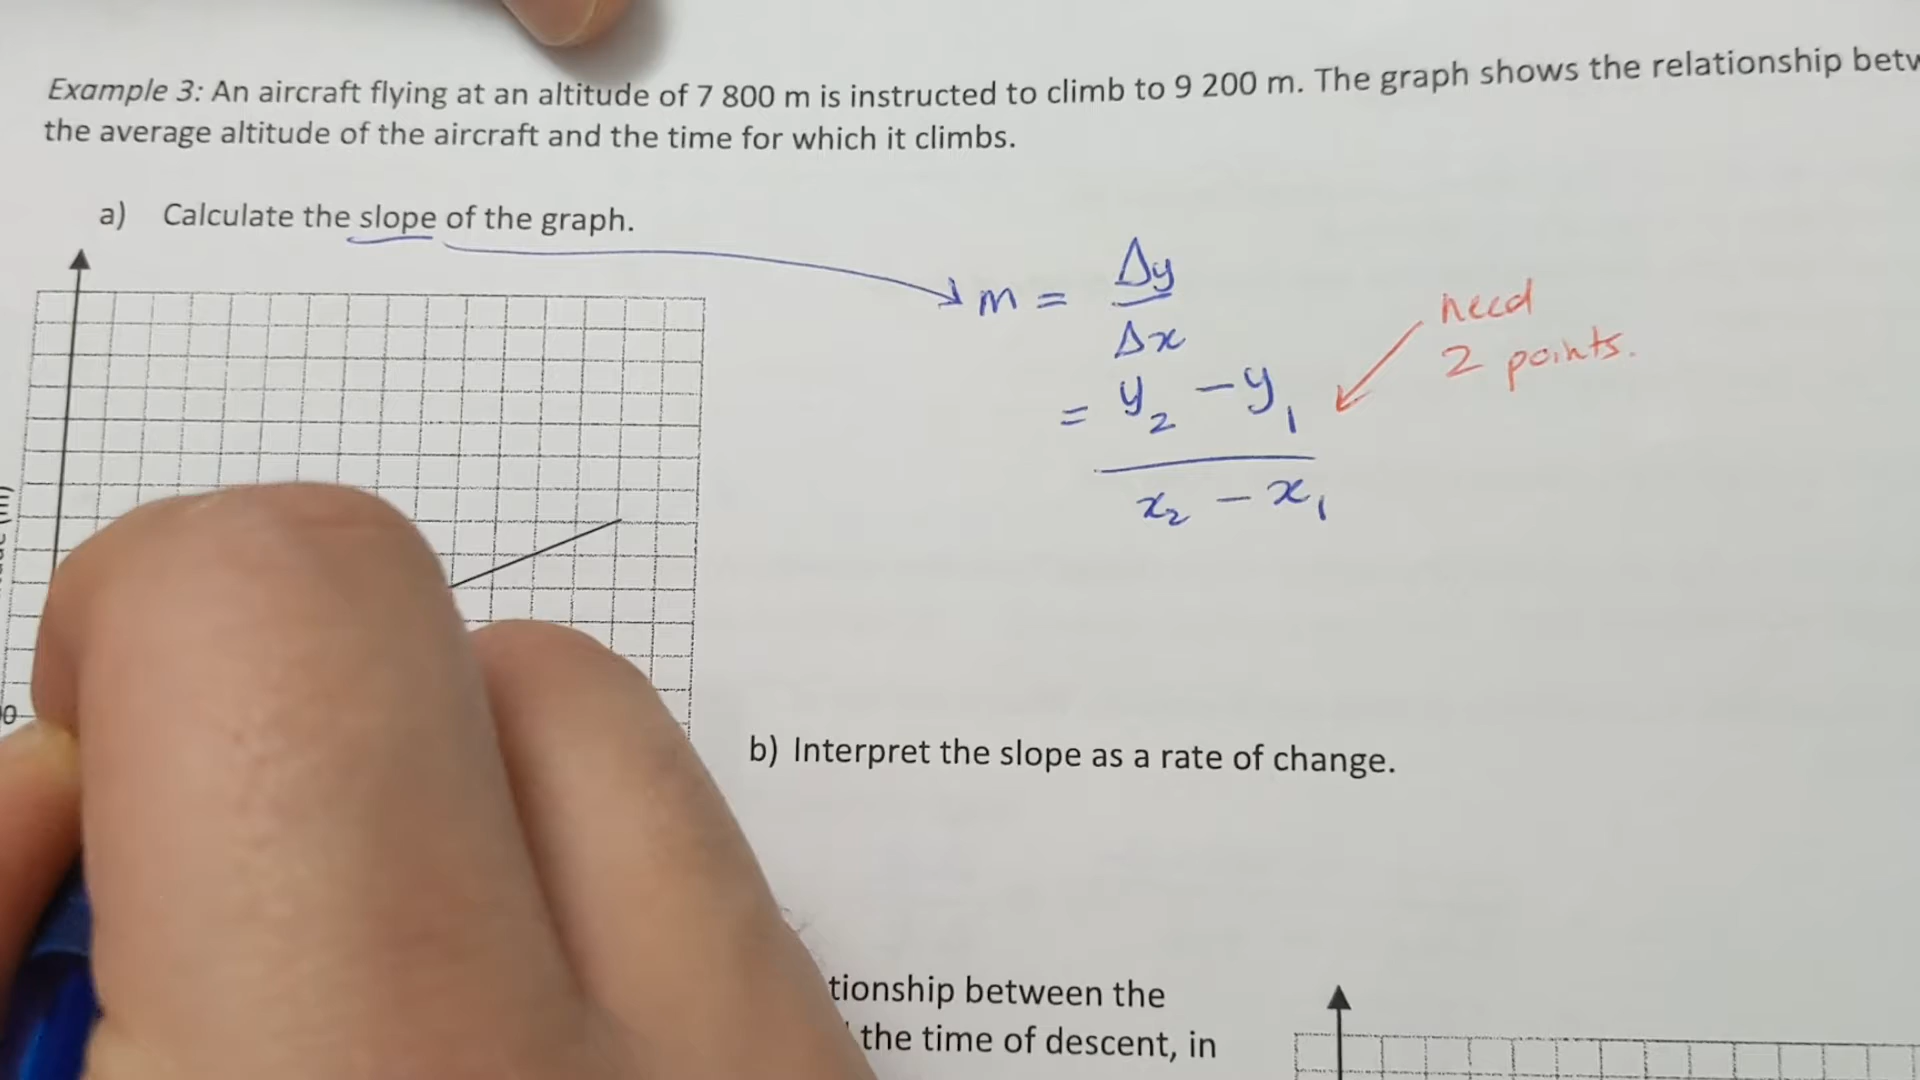 Example 3: An aircraft flying at an altitude of 7 800 m is instructed to climb to 9 200 m. The graph shows the relationship
the average altitude of the aircraft and the time for which it climbs.
a) Calculate the slope of the graph.
m = Δy
Δx
= y₂ - y₁
x₂ - x₁
need
2 points.
b) Interpret the slope as a rate of change.
between the
the time of descent, in